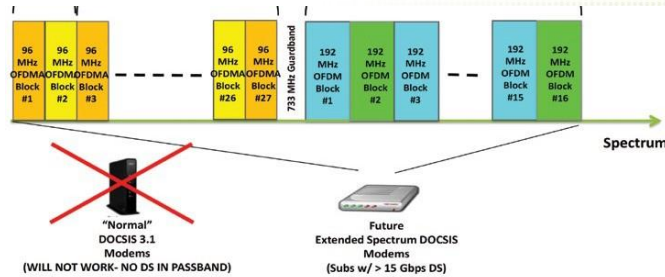 96
MHz
OFDMA
Block
#1
96
MHz
OFDMA
Block
#2
96
MHz
OFDMA
Block
#3
96
MHz
OFDMA
Block
#26
96
MHz
OFDMA
Block
#27
733 MHz Guardband
192
MHz
OFDM
Block
#1
192
MHz
OFDM
Block
#2
192
MHz
OFDM
Block
#3
192
MHz
OFDM
Block
#15
192
MHz
OFDM
Block
#16
Spectrum
“Normal”
DOCSIS 3.1
Modems
(WILL NOT WORK- NO DS IN PASSBAND)
Future
Extended Spectrum DOCSIS
Modems
(Subs w/ > 15 Gbps DS)